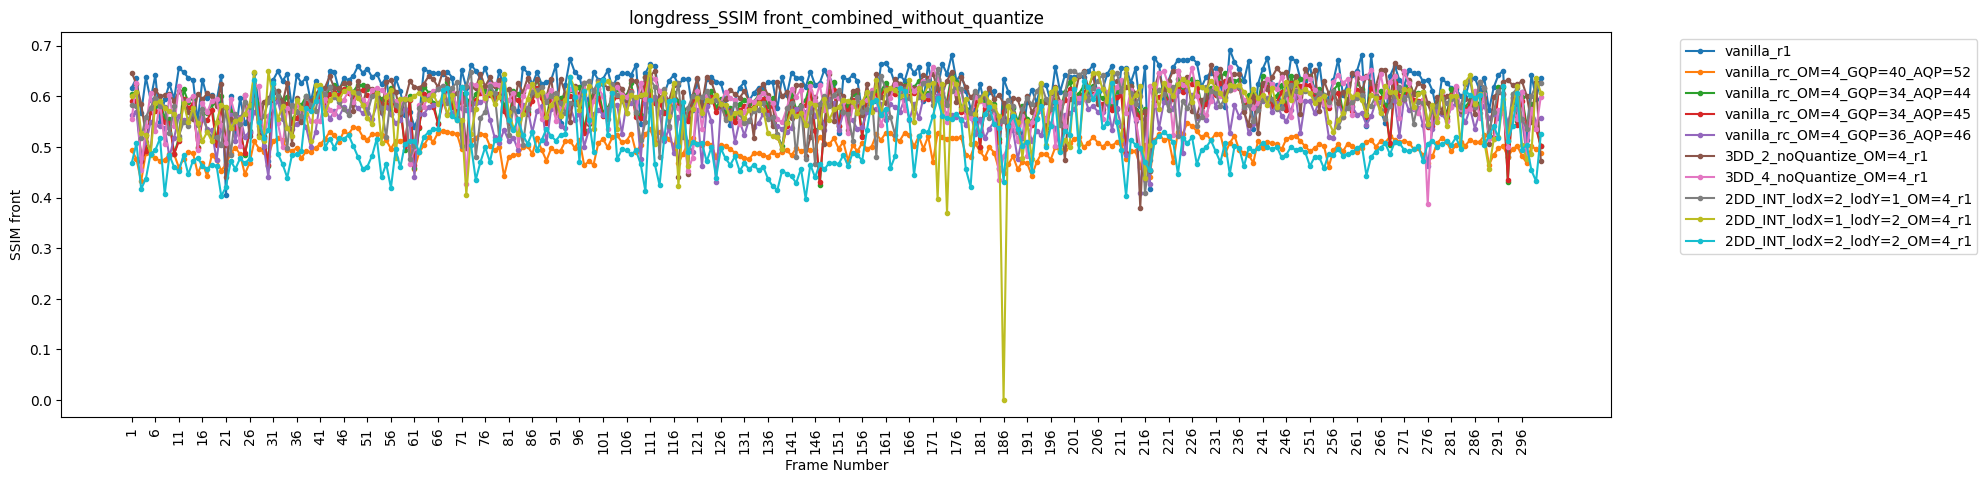 longdress_SSIM front_combined_without_quantize
SSIM front
0.7
0.6
0.5
0.4
0.3
0.2
0.1
0.0
1 6 11 16 21 26 31 36 41 46 51 56 61 66 71 76 81 86 91 96 101 106 111 116 121 126 131 136 141 146 151 156 161 166 171 176 181 186 191 196 201 206 211 216 221 226 231 236 241 246 251 256 261 266 271 276 281 286 291 296
Frame Number
vanilla_r1
vanilla_rc_OM=4_GQP=40_AQP=52
vanilla_rc_OM=4_GQP=34_AQP=44
vanilla_rc_OM=4_GQP=34_AQP=45
vanilla_rc_OM=4_GQP=36_AQP=46
3DD_2_noQuantize_OM=4_r1
3DD_4_noQuantize_OM=4_r1
2DD_INT_lodX=2_lodY=1_OM=4_r1
2DD_INT_lodX=1_lodY=2_OM=4_r1
2DD_INT_lodX=2_lodY=2_OM=4_r1